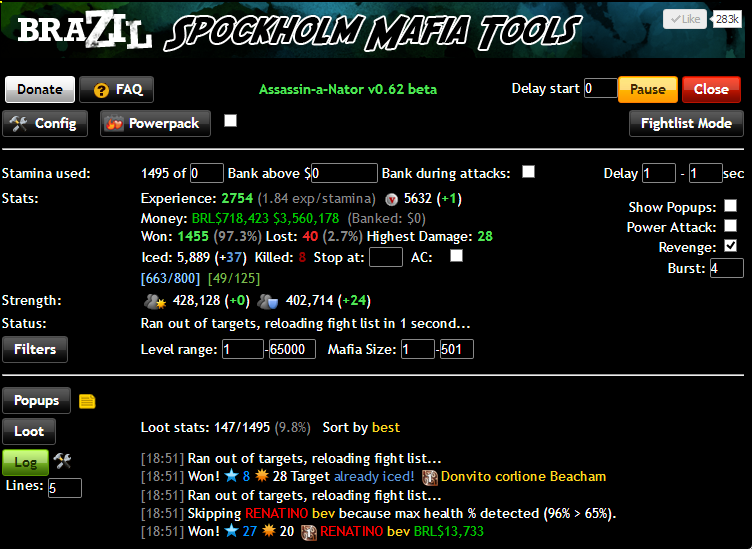 BRAZIL SPOCKHOLM MAFIA TOOLS
Like 283k
Donate FAQ Assassin-a-Nator v0.62 beta Delay start 0 Pause Close
Config Powerpack Fightlist Mode
Stamina used: 1495 of 0 Bank above $0 Bank during attacks: Delay 1 - 1 sec
Stats: Experience: 2754 (1.84 exp/stamina) 5632 (+1)
Show Popups:
Money: BRL$718,423 $3,560,178 (Banked: $0)
Power Attack:
Won: 1455 (97.3%) Lost: 40 (2.7%) Highest Damage: 28
Revenge:
Iced: 5,889 (+37) Killed: 8 Stop at: AC:
Burst: 4
[663/800] [49/125]
Strength: 428,128 (+0) 402,714 (+24)
Status: Ran out of targets, reloading fight list in 1 second...
Filters Level range: 1 -65000 Mafia Size: 1 -501
Popups
Loot Loot stats: 147/1495 (9.8%) Sort by best
Log [18:51] Ran out of targets, reloading fight list...
[18:51] Won! 8 28 Target already iced! Donvito corlione Beacham
Lines: 5 [18:51] Ran out of targets, reloading fight list...
[18:51] Skipping RENATINO bev because max health % detected (96% > 65%).
[18:51] Won! 27 20 RENATINO bev BRL$13,733